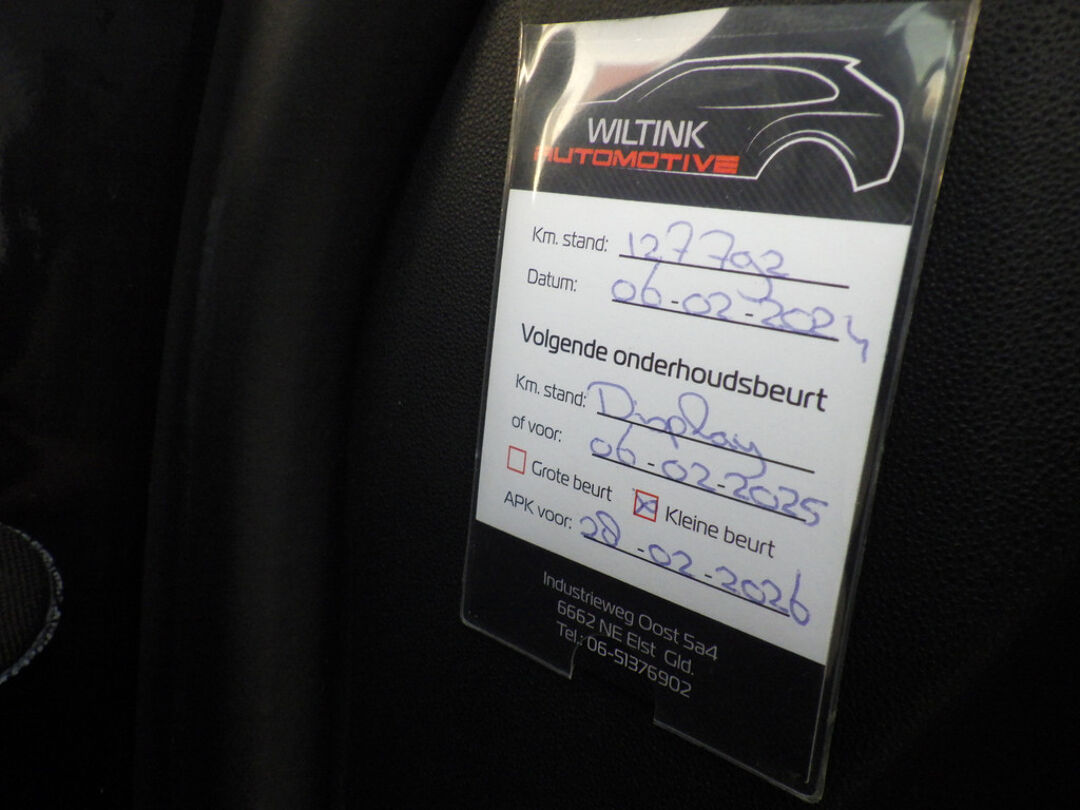 WILTINK
AUTOMOTIVE
Km. stand: 127792
Datum: 06-02-2024
Volgende onderhoudsbeurt
Km. stand: Display
of voor: 06-02-2025
Grote beurt Kleine beurt
APK voor: 28-02-2026
Industrieweg Oost 5a4
6662 NE Elst Gld.
Tel.: 06-51376902